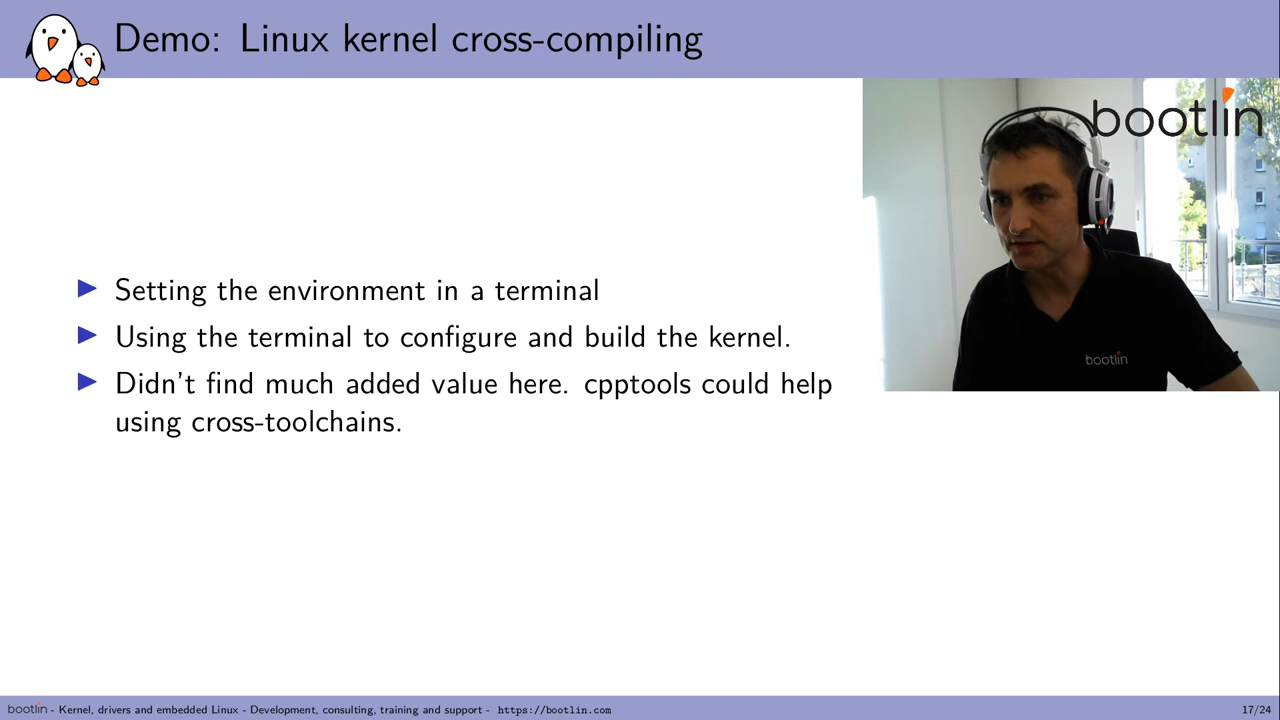 Demo: Linux kernel cross-compiling
bootlin
Setting the environment in a terminal
Using the terminal to configure and build the kernel.
Didn't find much added value here. cpptools could help
using cross-toolchains.
bootlin
bootlin - Kernel, drivers and embedded Linux - Development, consulting, training and support - https://bootlin.com
17/24